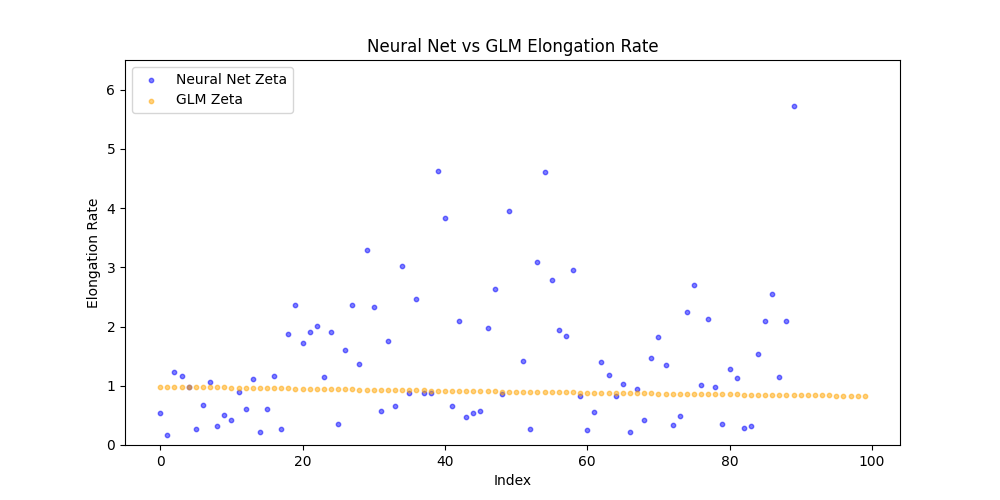 Neural Net vs GLM Elongation Rate
Neural Net Zeta
GLM Zeta
Elongation Rate
6
5
4
3
2
1
0
0 20 40 60 80 100
Index